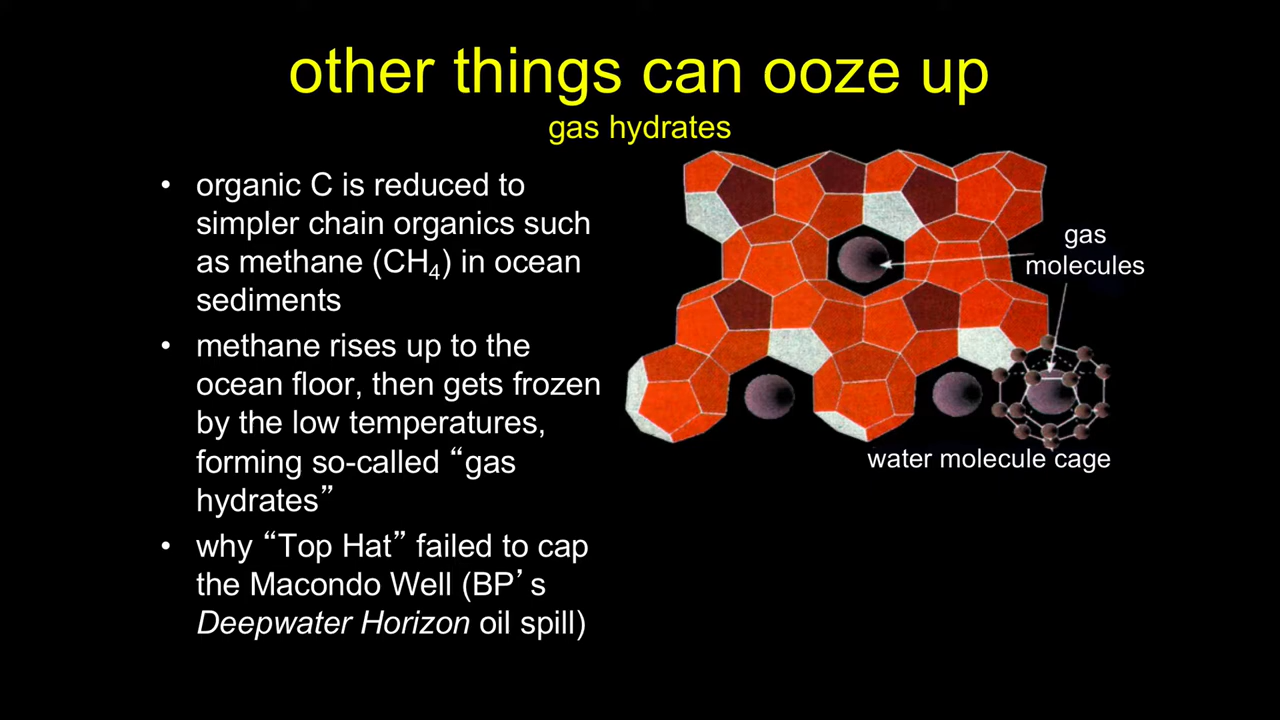 other things can ooze up
gas hydrates
• organic C is reduced to
simpler chain organics such
as methane (CH₄) in ocean
sediments
• methane rises up to the
ocean floor, then gets frozen
by the low temperatures,
forming so-called “gas
hydrates”
• why “Top Hat” failed to cap
the Macondo Well (BP’s
Deepwater Horizon oil spill)
gas
molecules
water molecule cage